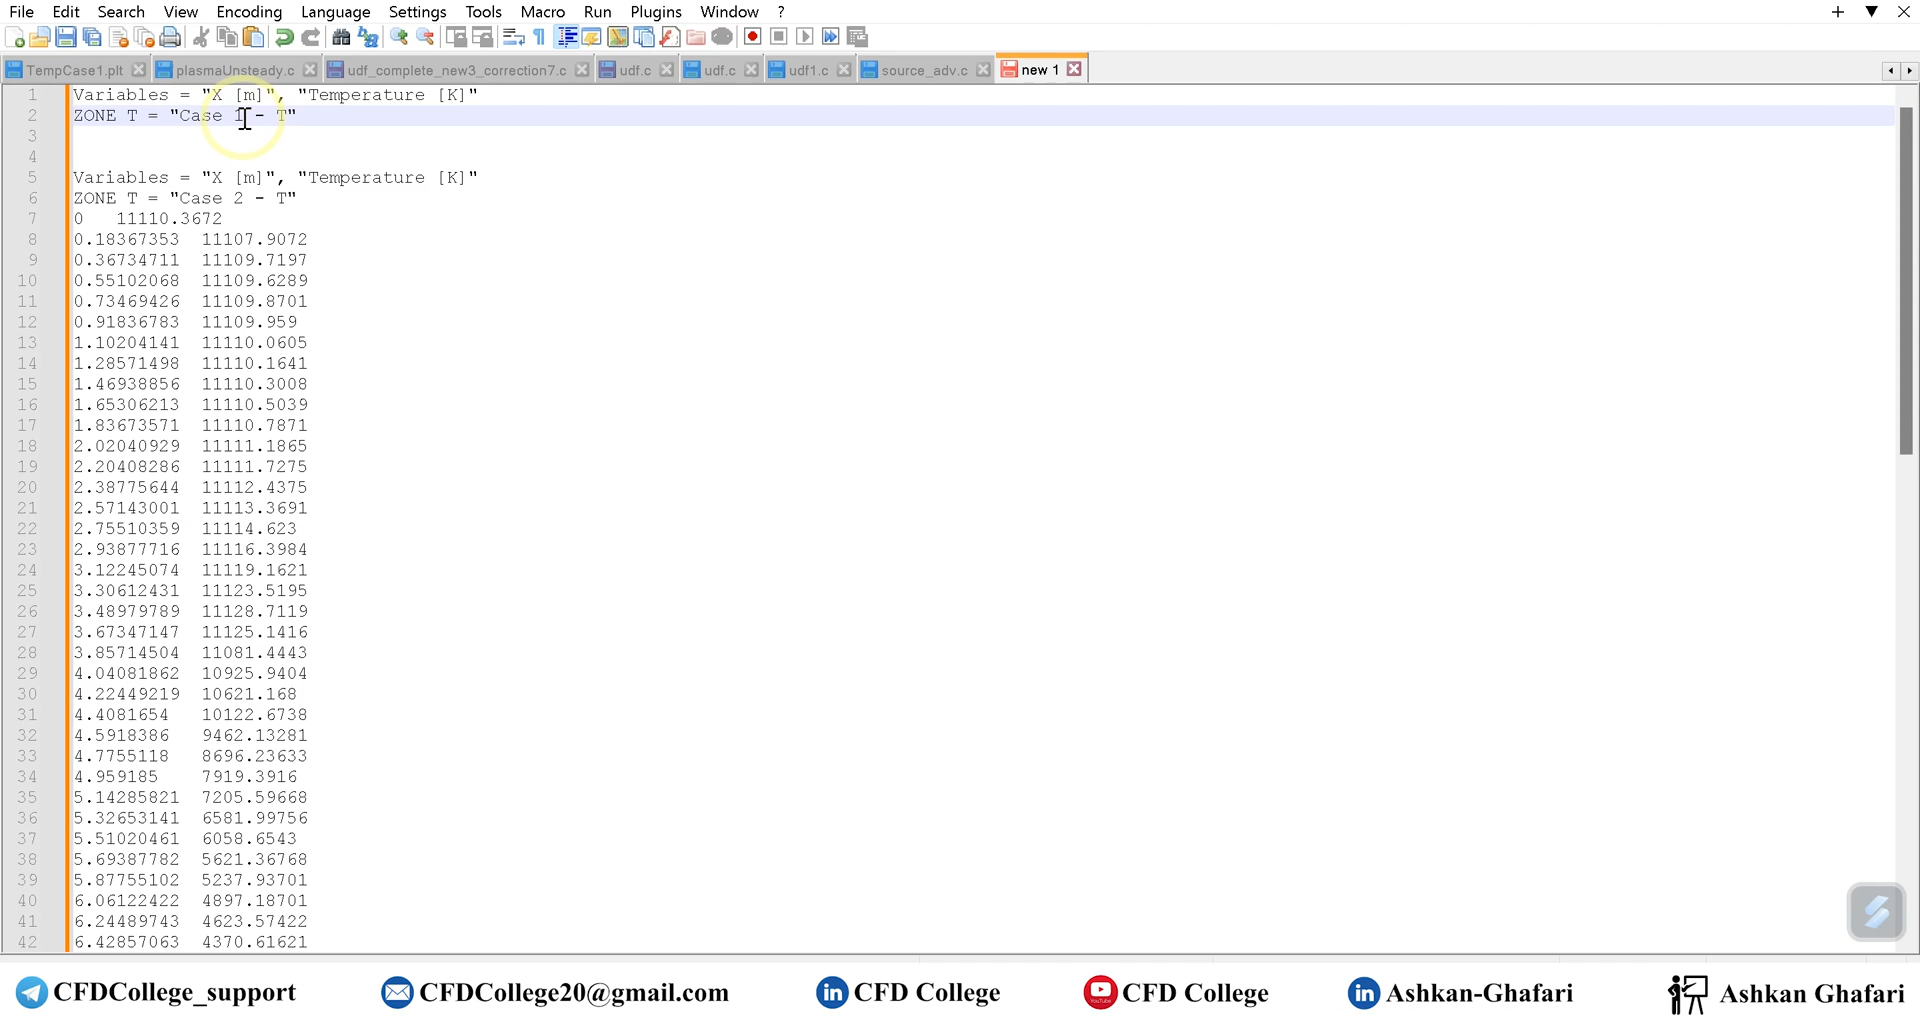 File Edit Search View Encoding Language Settings Tools Macro Run Plugins Window ?
TempCase1.plt plasmaUnsteady.c udf_complete_new3_correction7.c udf.c udf.c udf1.c source_adv.c new 1
1 Variables = "X [m]", "Temperature [K]"
2 ZONE T = "Case 1 - T"
3
4
5 Variables = "X [m]", "Temperature [K]"
6 ZONE T = "Case 2 - T"
7 0 11110.3672
8 0.18367353 11107.9072
9 0.36734711 11109.7197
10 0.55102068 11109.6289
11 0.73469426 11109.8701
12 0.91836783 11109.959
13 1.10204141 11110.0605
14 1.28571498 11110.1641
15 1.46938856 11110.3008
16 1.65306213 11110.5039
17 1.83673571 11110.7871
18 2.02040929 11111.1865
19 2.20408286 11111.7275
20 2.38775644 11112.4375
21 2.57143001 11113.3691
22 2.75510359 11114.623
23 2.93877716 11116.3984
24 3.12245074 11119.1621
25 3.30612431 11123.5195
26 3.48979789 11128.7119
27 3.67347147 11125.1416
28 3.85714504 11081.4443
29 4.04081862 10925.9404
30 4.22449219 10621.168
31 4.4081654 10122.6738
32 4.5918386 9462.13281
33 4.7755118 8696.23633
34 4.959185 7919.3916
35 5.14285821 7205.59668
36 5.32653141 6581.99756
37 5.51020461 6058.6543
38 5.69387782 5621.36768
39 5.87755102 5237.93701
40 6.06122422 4897.18701
41 6.24489743 4623.57422
42 6.42857063 4370.61621
CFDCollege_support CFDCollege20@gmail.com CFD College CFD College Ashkan-Ghafari Ashkan Ghafari